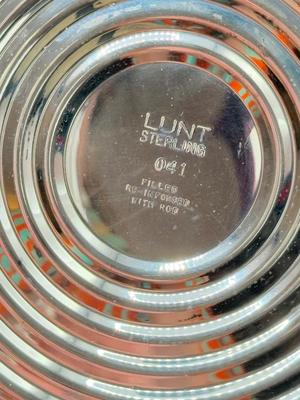 LUNT
STERLING
041
FILLED
RE-INFORCED
WITH ROD